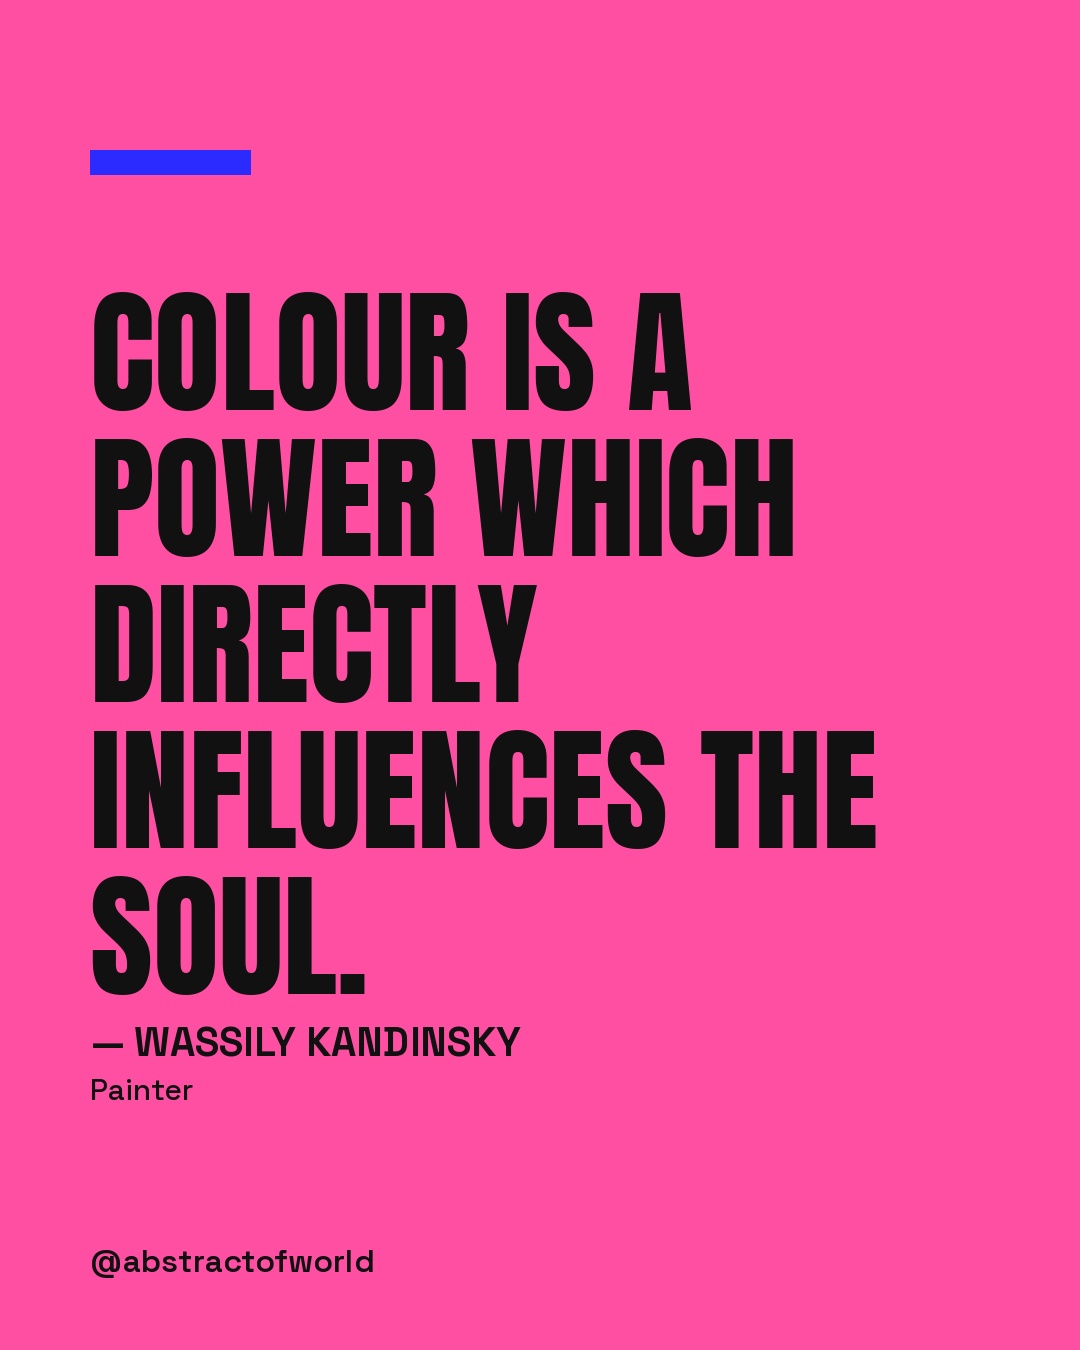 COLOUR IS A
POWER WHICH
DIRECTLY
INFLUENCES THE
SOUL.
— WASSILY KANDINSKY
Painter
@abstractofworld